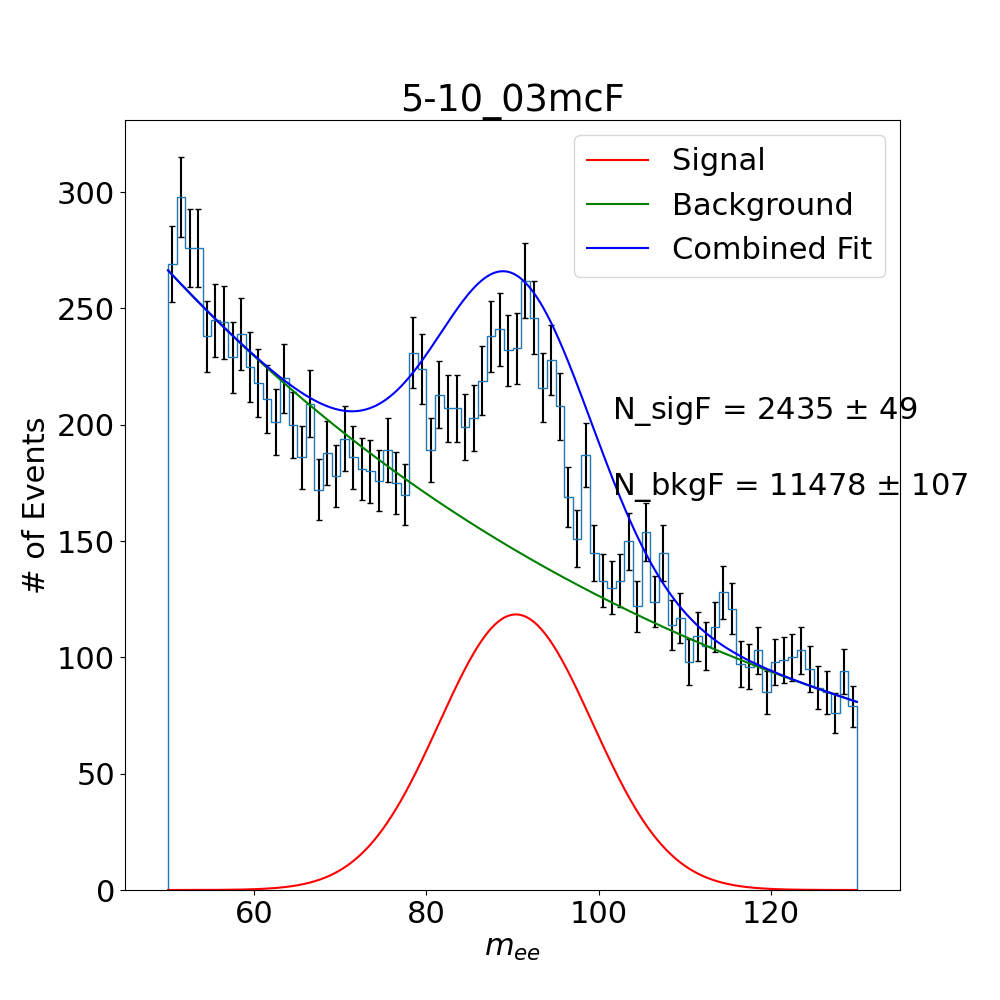 5-10_03mcF
Signal
Background
Combined Fit
300
250
200
150
100
50
0
# of Events
N_sigF = 2435 ± 49
N_bkgF = 11478 ± 107
60 80 100 120
m_ee